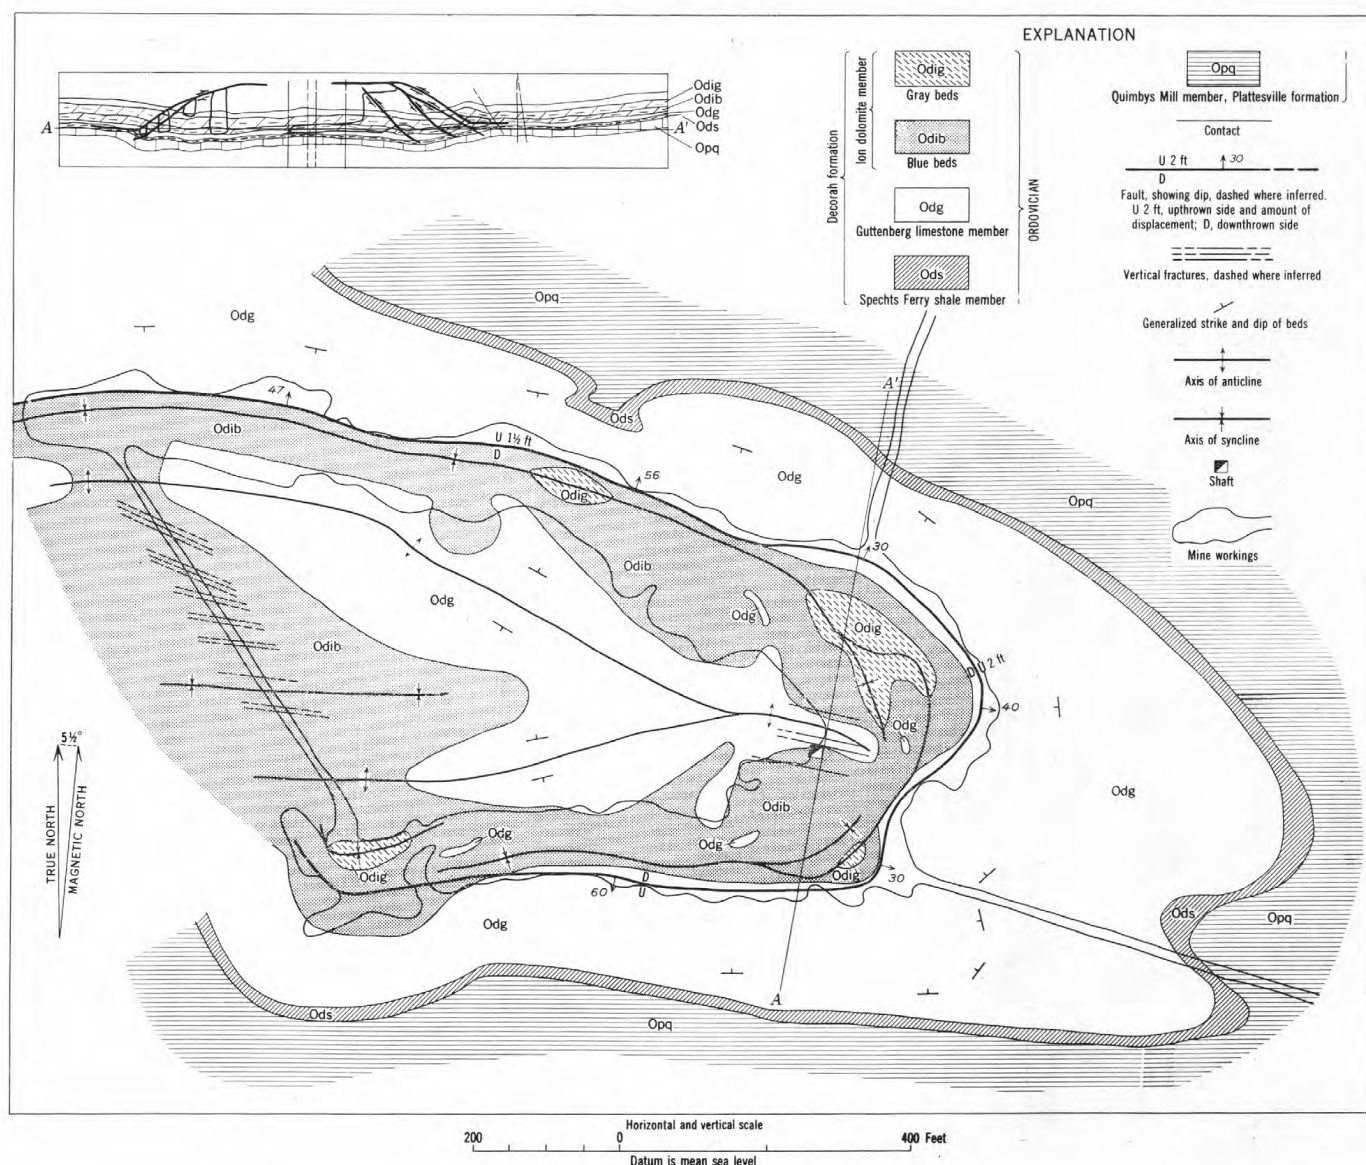 EXPLANATION
Odig
Odib
Odg
Ods
Opq
A
A'
Decorah formation
Ion dolomite member
Odig
Gray beds
Odib
Blue beds
Odg
Guttenberg limestone member
Ods
Spechts Ferry shale member
ORDOVICIAN
Opq
Quimbys Mill member, Plattesville formation
Contact
U 2 ft
30
D
Fault, showing dip, dashed where inferred.
U 2 ft, upthrown side and amount of
displacement; D, downthrown side
Vertical fractures, dashed where inferred
Generalized strike and dip of beds
Axis of anticline
Axis of syncline
Shaft
Mine workings
Opq
Odg
A'
47
Ods
Odib
U 1½ ft
D
Odig
56
Odg
Opq
30
Odib
Odg
Odg
Odig
Odib
D U 2 ft
40
Odg
5½°
TRUE NORTH
MAGNETIC NORTH
Odg
Odib
Odg
Odg
Odig
Odig
60
D
U
30
Odg
Ods
Opq
A
Ods
Opq
Horizontal and vertical scale
200 0 400 Feet
Datum is mean sea level